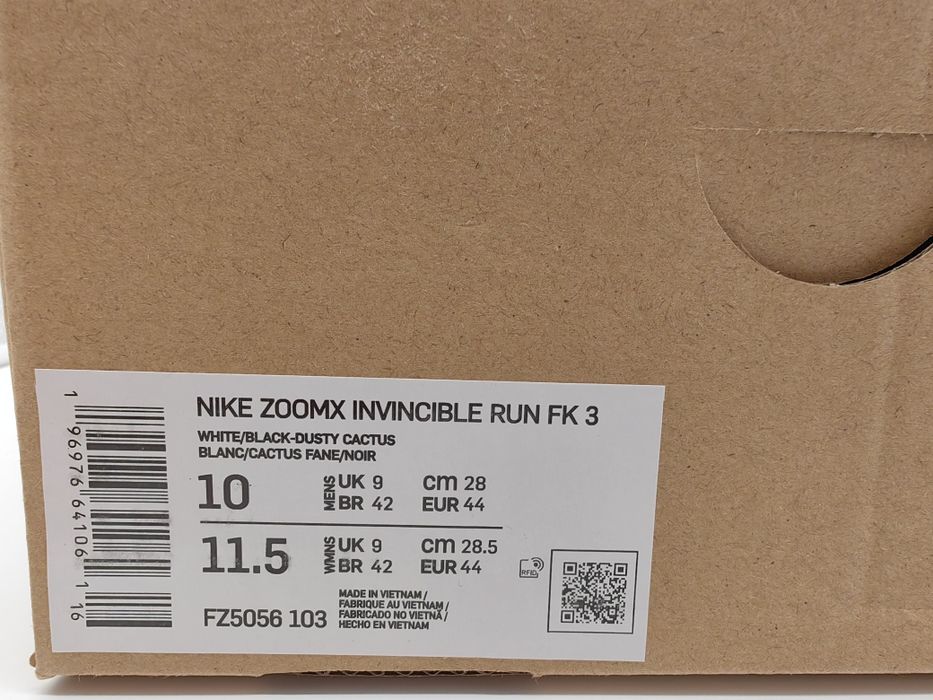 NIKE ZOOMX INVINCIBLE RUN FK 3
WHITE/BLACK-DUSTY CACTUS
BLANC/CACTUS FANE/NOIR
10 MENS UK 9 cm 28
BR 42 EUR 44
11.5 WMNS UK 9 cm 28.5
BR 42 EUR 44
RFID
FZ5056 103
MADE IN VIETNAM /
FABRIQUE AU VIETNAM /
FABRICADO NO VIETNÃ /
HECHO EN VIETNAM
1 96976 64106 1 16